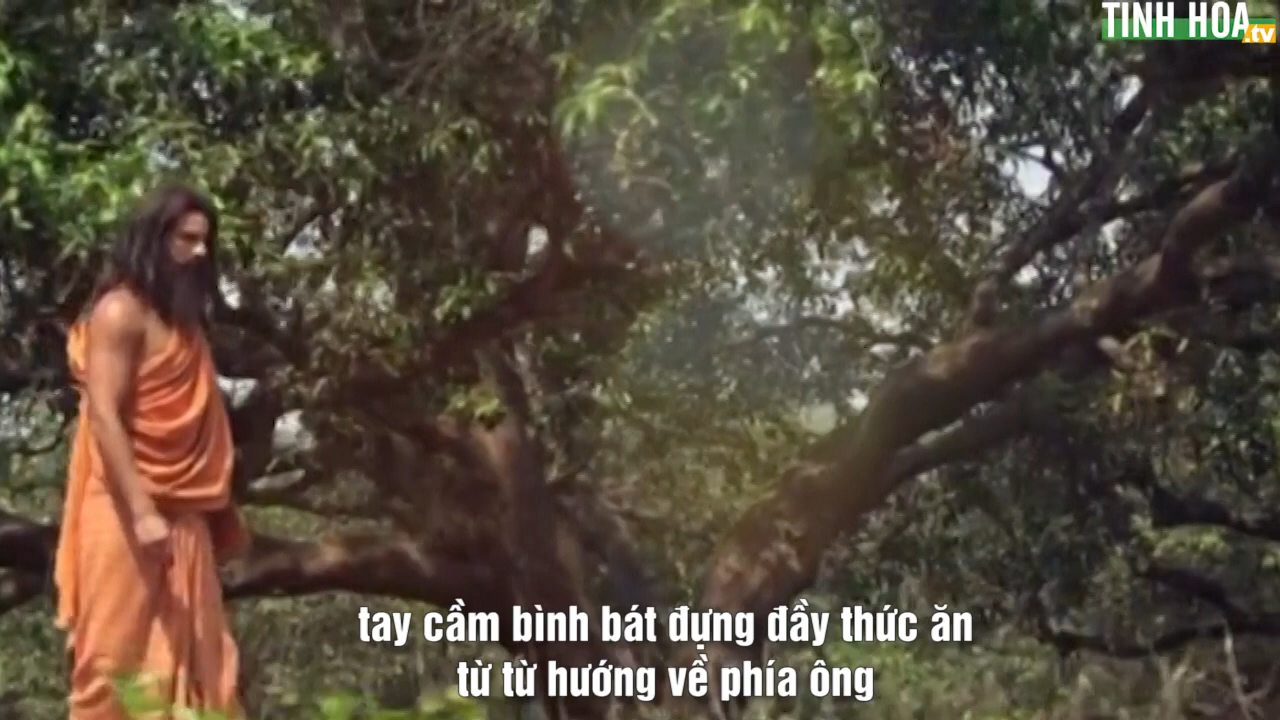 TINH HOA
.tv
tay cầm bình bát đựng đầy thức ăn
từ từ hướng về phía ông